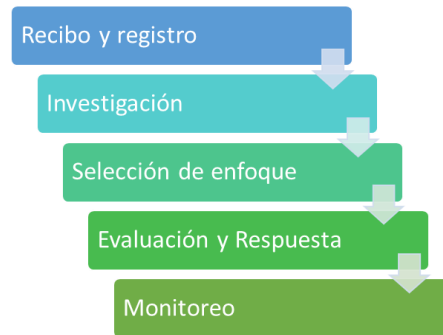 Recibo y registro
Investigación
Selección de enfoque
Evaluación y Respuesta
Monitoreo